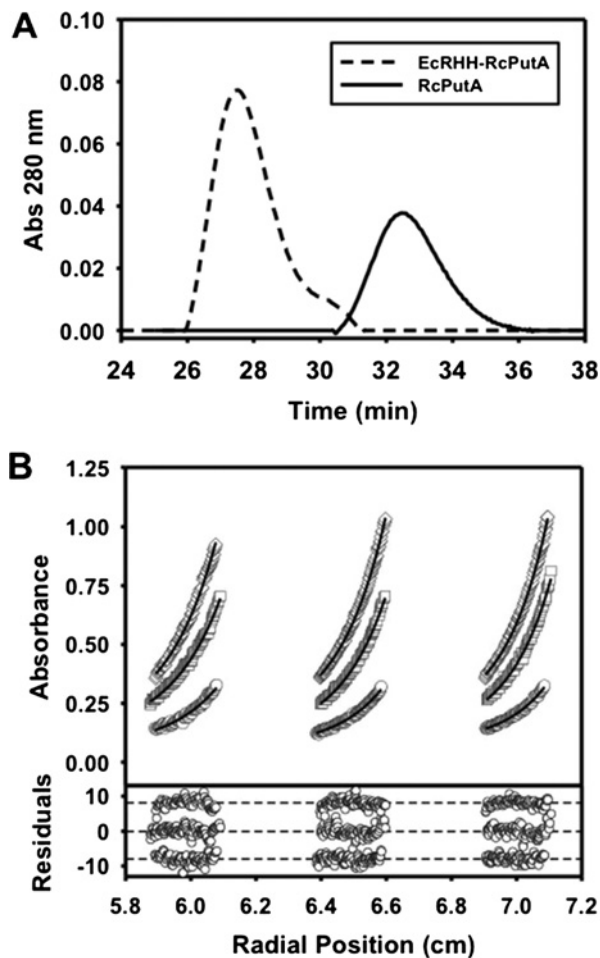 A
0.10
0.08
0.06
0.04
0.02
0.00
Abs 280 nm
EcRHH-RcPutA
RcPutA
24 26 28 30 32 34 36 38
Time (min)
B
1.25
1.00
0.75
0.50
0.25
0.00
Absorbance
10
0
-10
Residuals
5.8 6.0 6.2 6.4 6.6 6.8 7.0 7.2
Radial Position (cm)